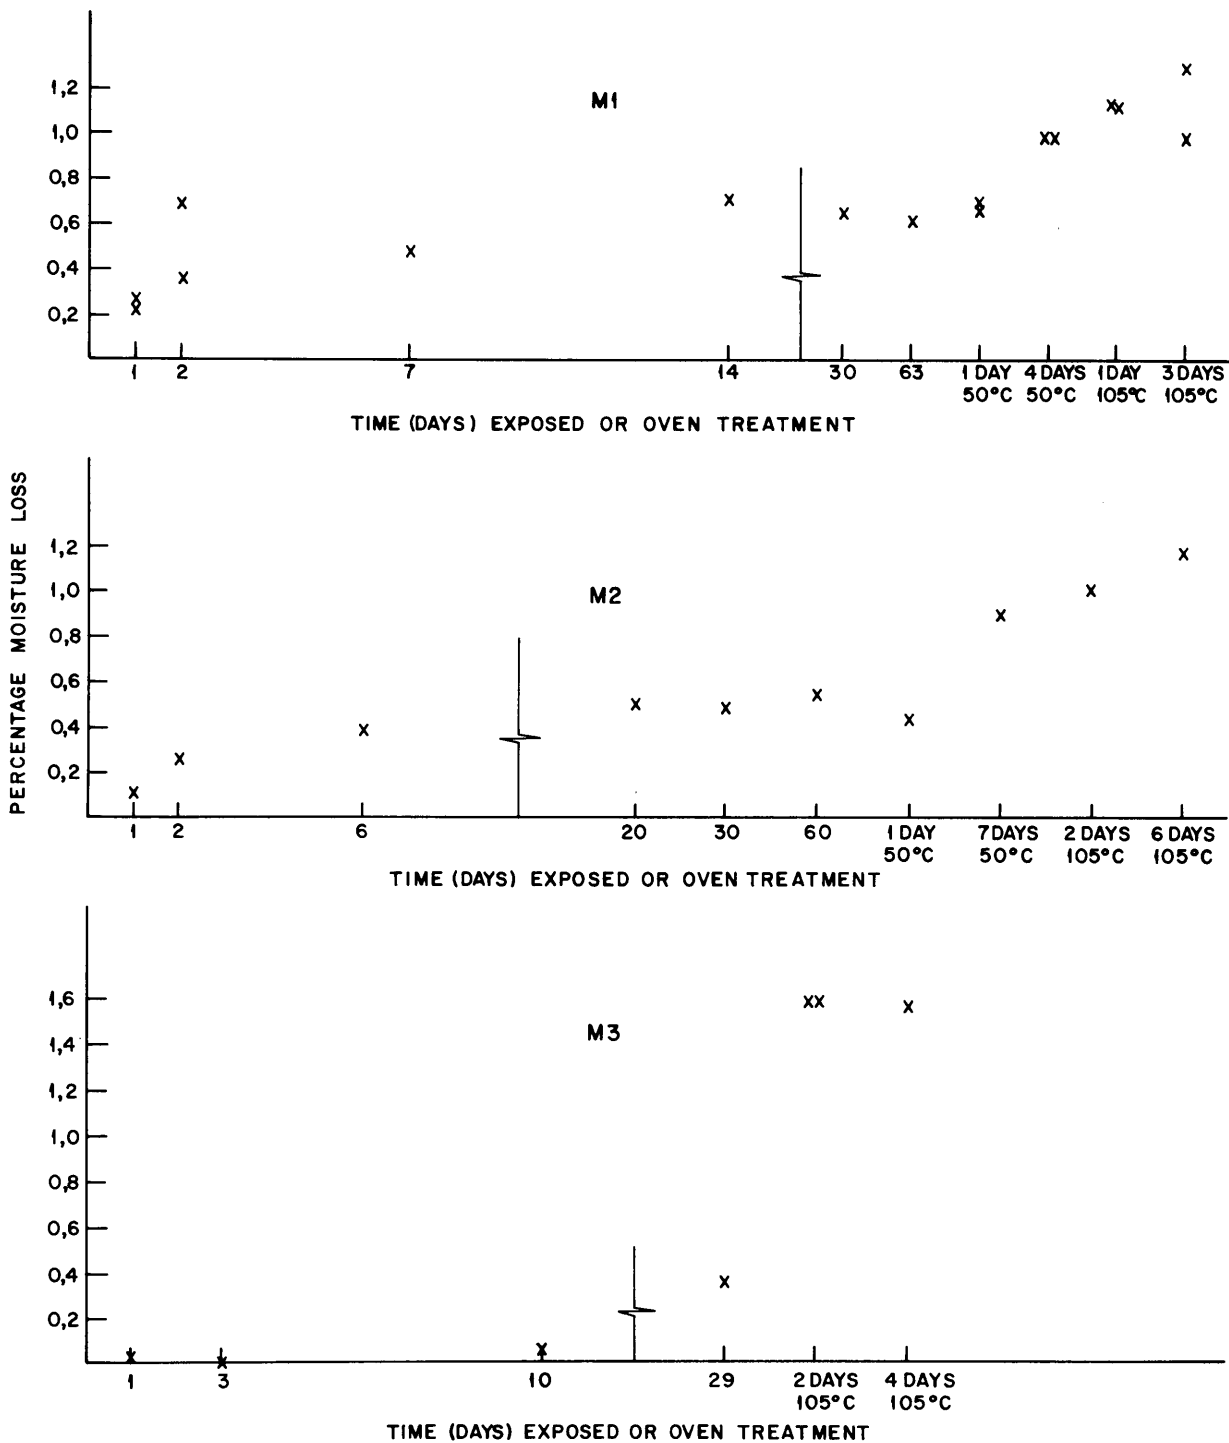 1,2
1,0
0,8
0,6
0,4
0,2
M1
1 2 7 14 30 63 1 DAY 4 DAYS 1 DAY 3 DAYS
50°C 50°C 105°C 105°C
TIME (DAYS) EXPOSED OR OVEN TREATMENT
PERCENTAGE MOISTURE LOSS
1,2
1,0
0,8
0,6
0,4
0,2
M2
1 2 6 20 30 60 1 DAY 7 DAYS 2 DAYS 6 DAYS
50°C 50°C 105°C 105°C
TIME (DAYS) EXPOSED OR OVEN TREATMENT
1,6
1,4
1,2
1,0
0,8
0,6
0,4
0,2
M3
1 3 10 29 2 DAYS 4 DAYS
105°C 105°C
TIME (DAYS) EXPOSED OR OVEN TREATMENT